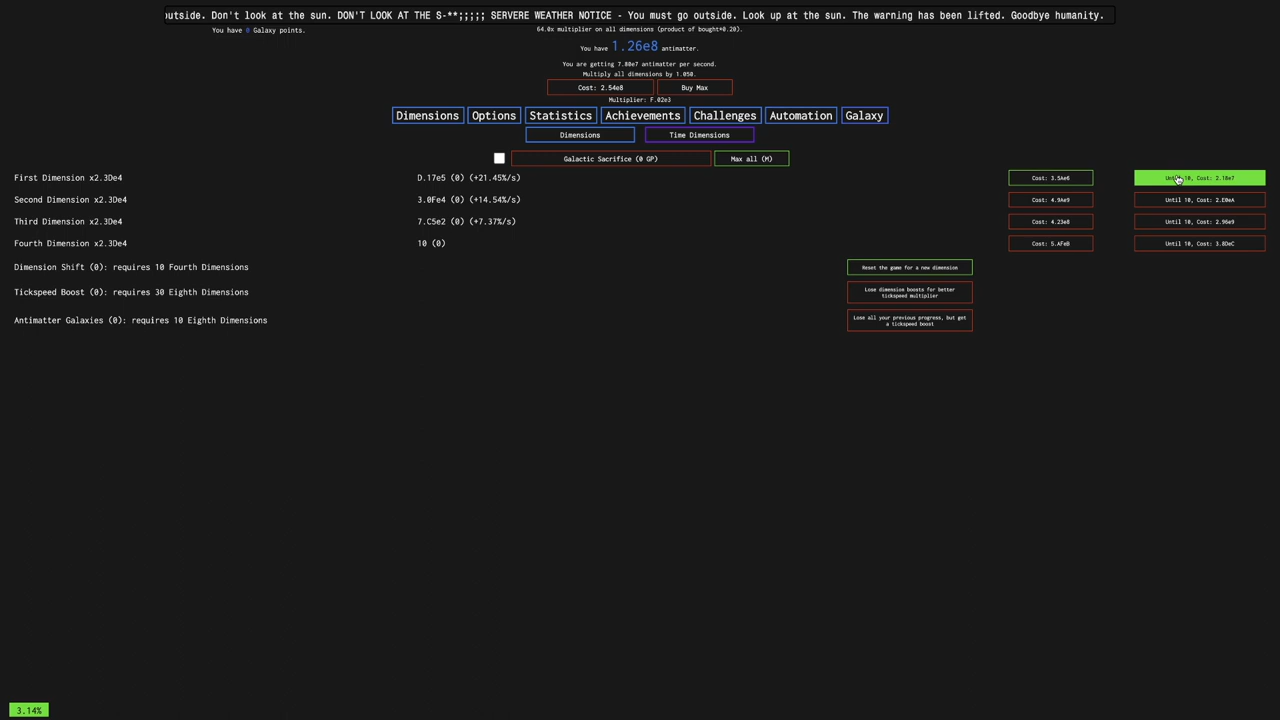 outside. Don't look at the sun. DON'T LOOK AT THE S-**;;;;; SERVERE WEATHER NOTICE - You must go outside. Look up at the sun. The warning has been lifted. Goodbye humanity.
You have 0 Galaxy points.
64.0x multiplier on all dimensions (product of bought+0.20).
You have 1.26e8 antimatter.
You are getting 7.80e7 antimatter per second.
Multiply all dimensions by 1.050.
Cost: 2.54e8 Buy Max
Multiplier: F.02e3
Dimensions Options Statistics Achievements Challenges Automation Galaxy
Dimensions Time Dimensions
Galactic Sacrifice (0 GP) Max all (M)
First Dimension x2.3De4 D.17e5 (0) (+21.45%/s) Cost: 3.5Ae6 Until 10, Cost: 2.18e7
Second Dimension x2.3De4 3.0Fe4 (0) (+14.54%/s) Cost: 4.9Ae9 Until 10, Cost: 2.E0eA
Third Dimension x2.3De4 7.C5e2 (0) (+7.37%/s) Cost: 4.23e8 Until 10, Cost: 2.96e9
Fourth Dimension x2.3De4 10 (0) Cost: 5.AFeB Until 10, Cost: 3.8DeC
Dimension Shift (0): requires 10 Fourth Dimensions Reset the game for a new dimension
Tickspeed Boost (0): requires 30 Eighth Dimensions Lose dimension boosts for better
tickspeed multiplier
Antimatter Galaxies (0): requires 10 Eighth Dimensions Lose all your previous progress, but get
a tickspeed boost
3.14%